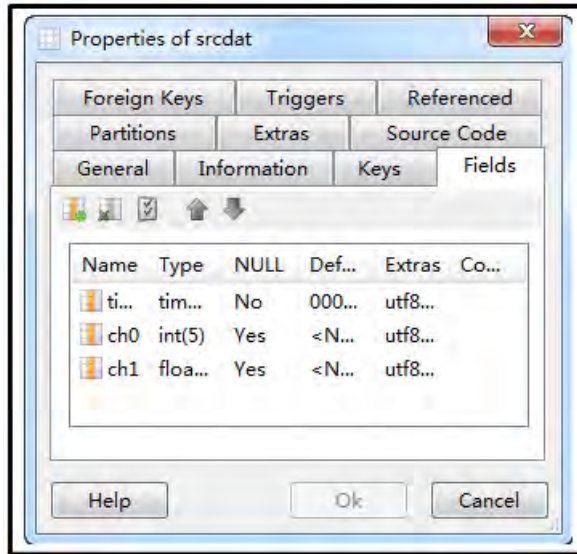 Properties of srcdat
Foreign Keys Triggers Referenced
Partitions Extras Source Code
General Information Keys Fields
Name Type NULL Def... Extras Co...
ti... tim... No 000... utf8...
ch0 int(5) Yes <N... utf8...
ch1 floa... Yes <N... utf8...
Help Ok Cancel